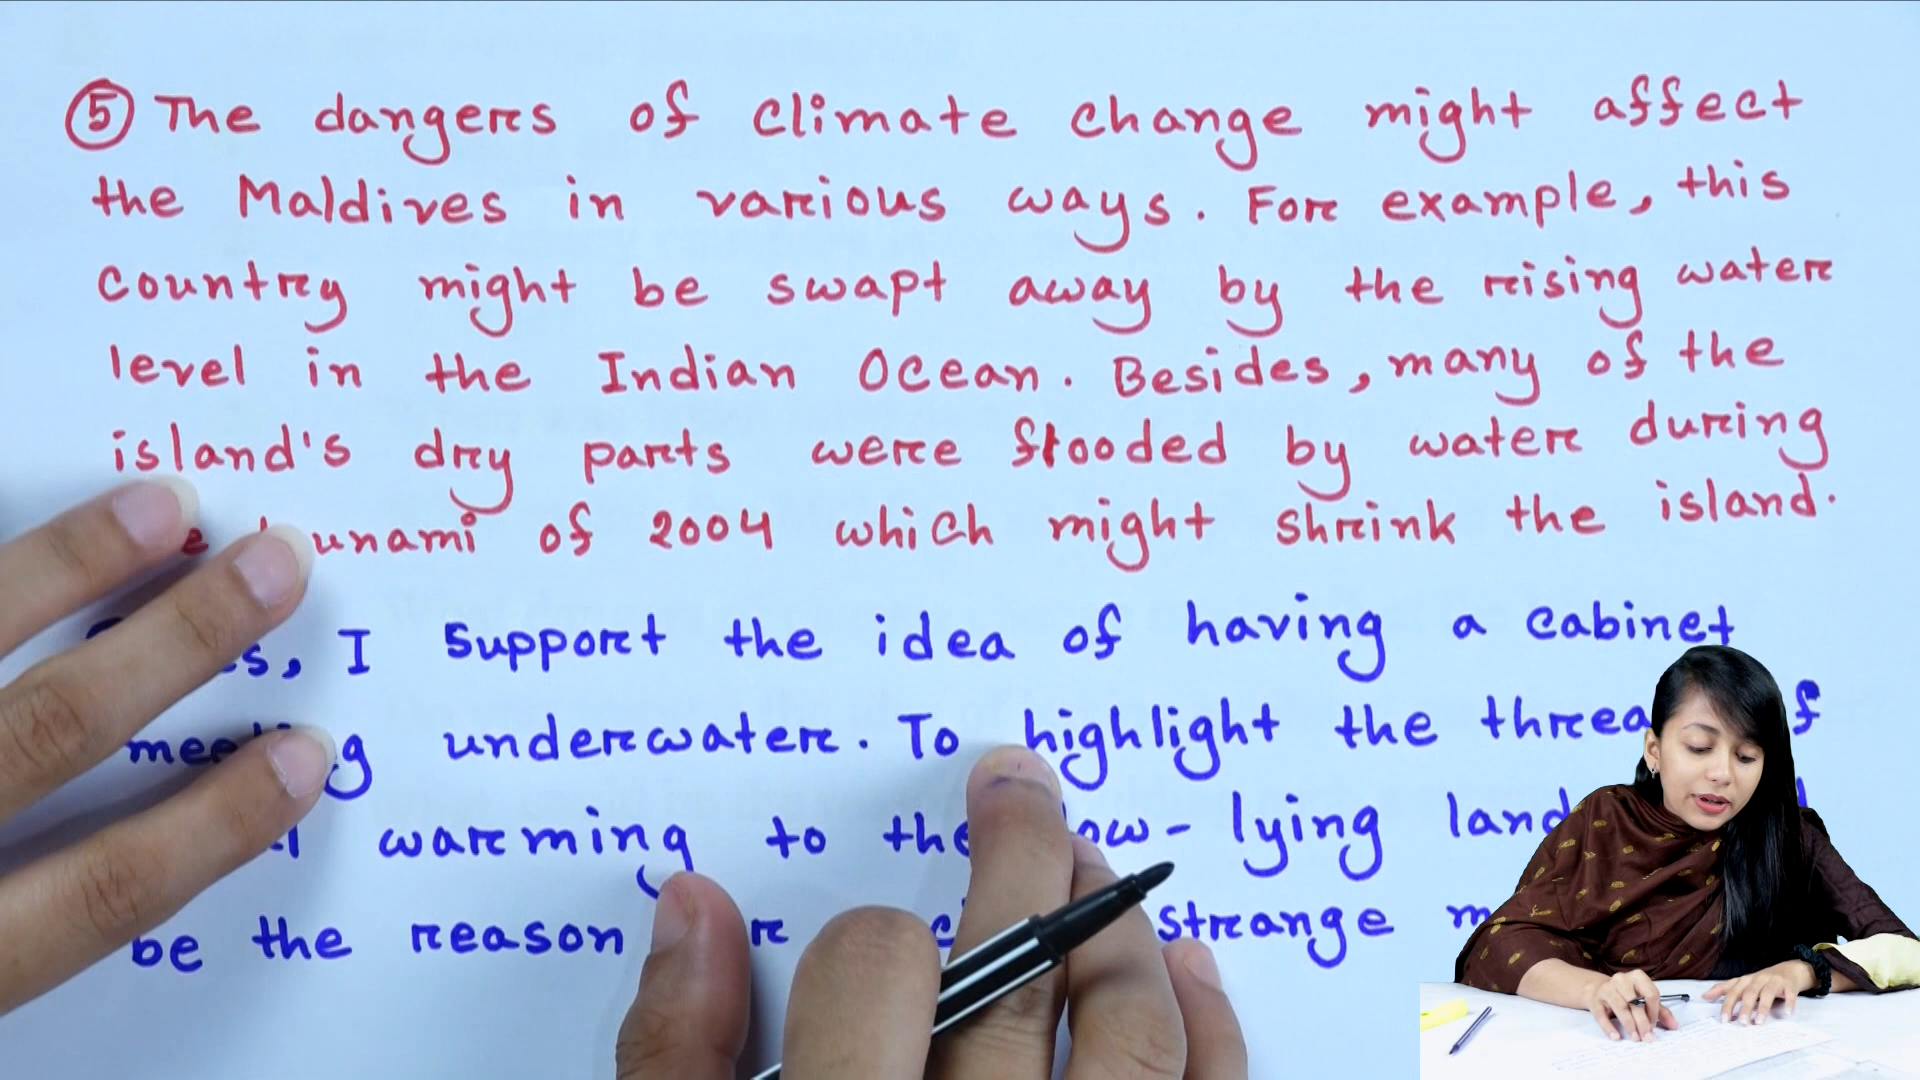 5 The dangers of climate change might affect
the Maldives in various ways. For example, this
country might be swapt away by the rising water
level in the Indian Ocean. Besides, many of the
island's dry parts were flooded by water during
of 2004 which might shrink the island.
I support the idea of having a cabinet
underwater. To highlight the
warming to the low-lying
be the reason strange